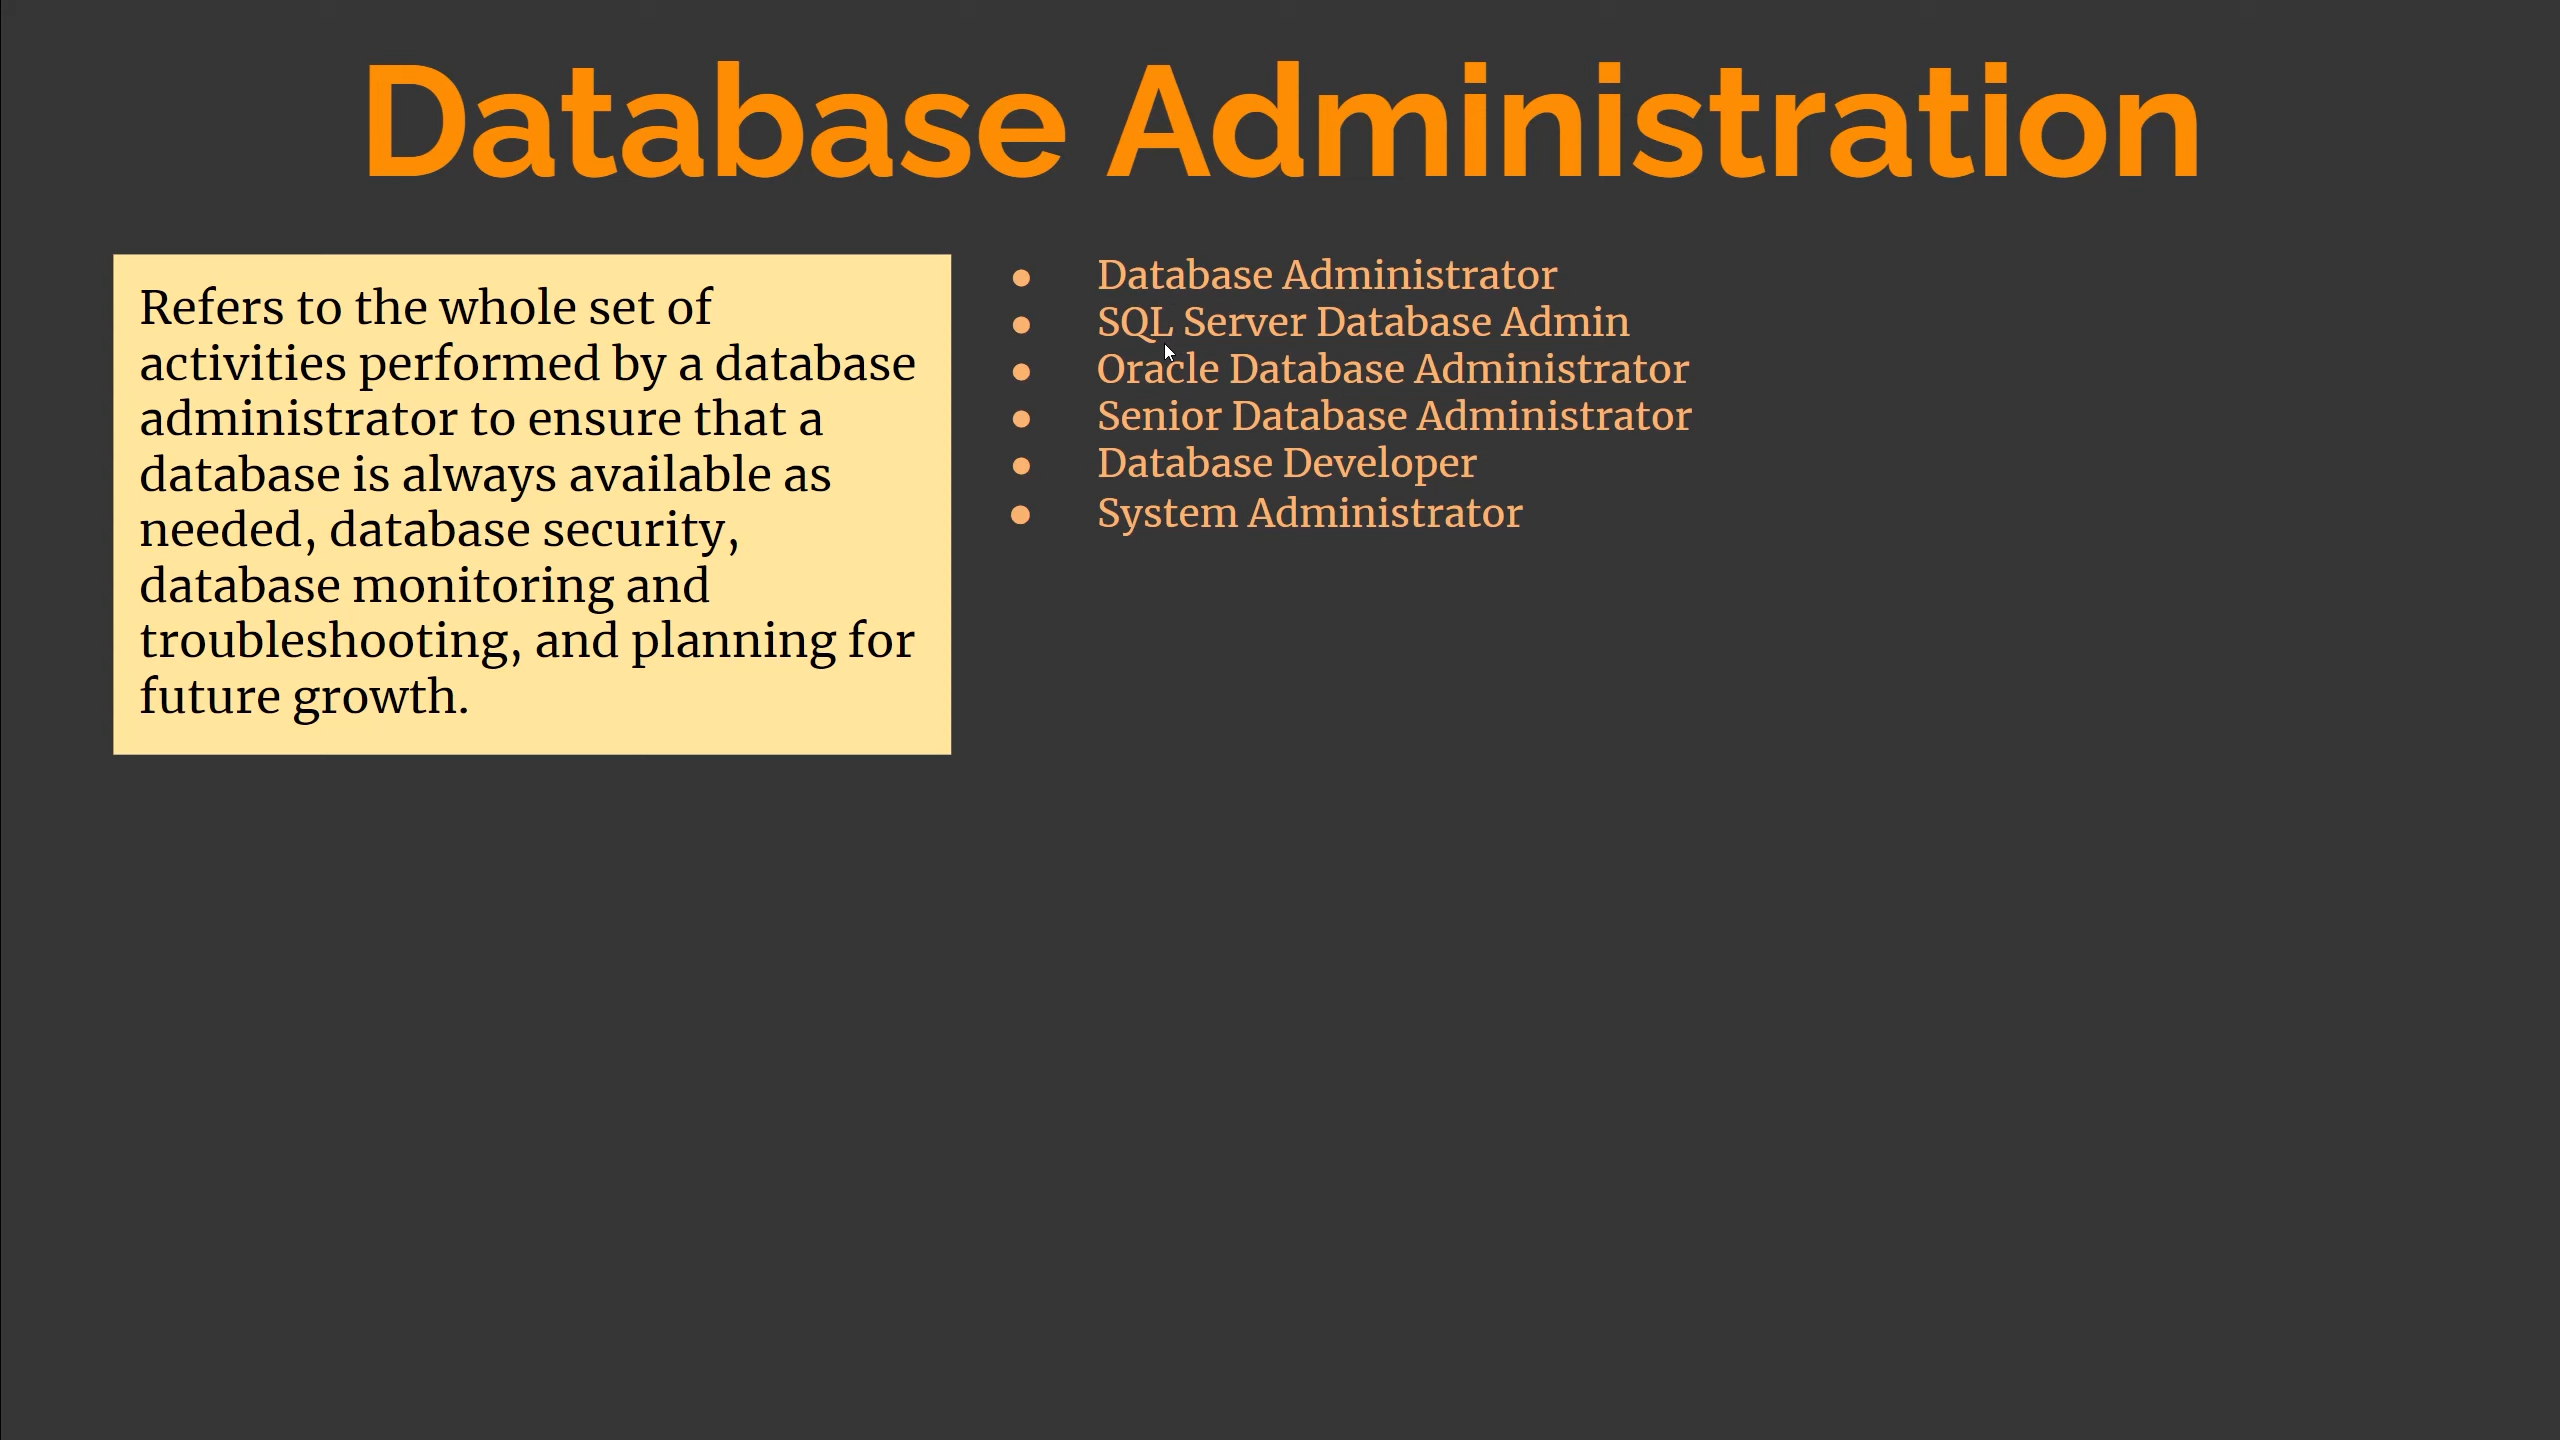 Database Administration
Refers to the whole set of
activities performed by a database
administrator to ensure that a
database is always available as
needed, database security,
database monitoring and
troubleshooting, and planning for
future growth.
● Database Administrator
● SQL Server Database Admin
● Oracle Database Administrator
● Senior Database Administrator
● Database Developer
● System Administrator